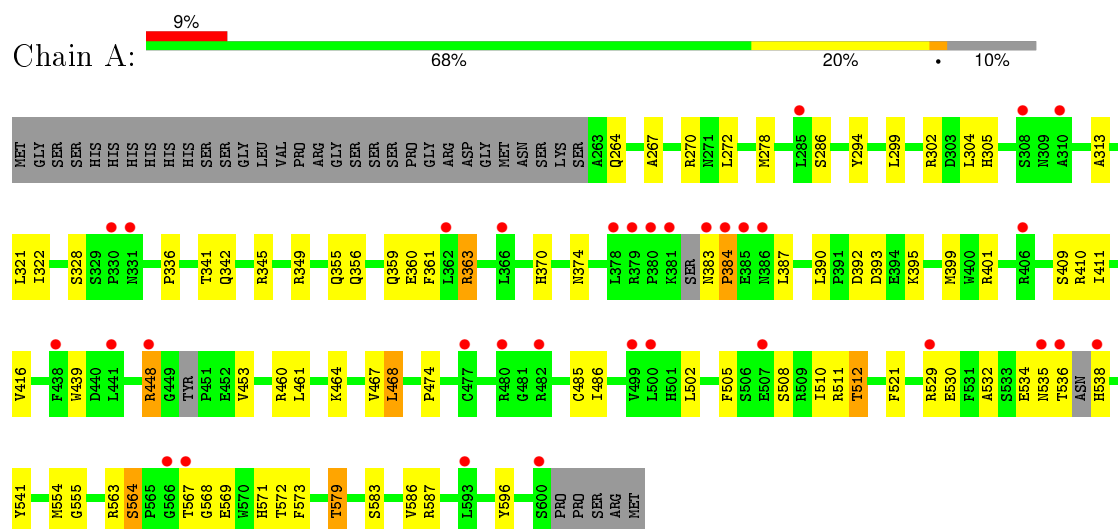 9%
Chain A:
68% 20% • 10%
MET GLY SER SER HIS HIS HIS HIS HIS HIS SER SER GLY LEU VAL PRO ARG GLY SER SER SER PRO GLY ARG ASP GLY MET ASN SER LYS SER A263 Q264 A267 R270 N271 L272 M278 L285 S286 Y294 L299 R302 D303 L304 H305 S308 N309 A310 A313
L321 I322 S328 S329 P330 N331 P336 T341 Q342 R345 R349 Q355 Q356 Q359 E360 F361 L362 R363 L366 H370 N374 L378 R379 P380 K381 SER N383 P384 E385 N386 L387 L390 P391 D392 D393 E394 K395 M399 W400 R401 R406 S409 R410 I411
V416 F438 W439 D440 L441 R448 G449 TYR P451 E452 V453 R460 L461 K464 V467 L468 P474 C477 R480 G481 R482 C485 I486 V499 L500 H501 L502 F505 S506 E507 S508 R509 I510 R511 T512 F521 R529 E530 F531 A532 S533 E534 N535 T536 ASN H538
Y541 M554 G555 R563 S564 P565 G566 T567 G568 E569 W570 H571 T572 F573 T579 S583 V586 R587 L593 Y596 S600 PRO PRO SER ARG MET